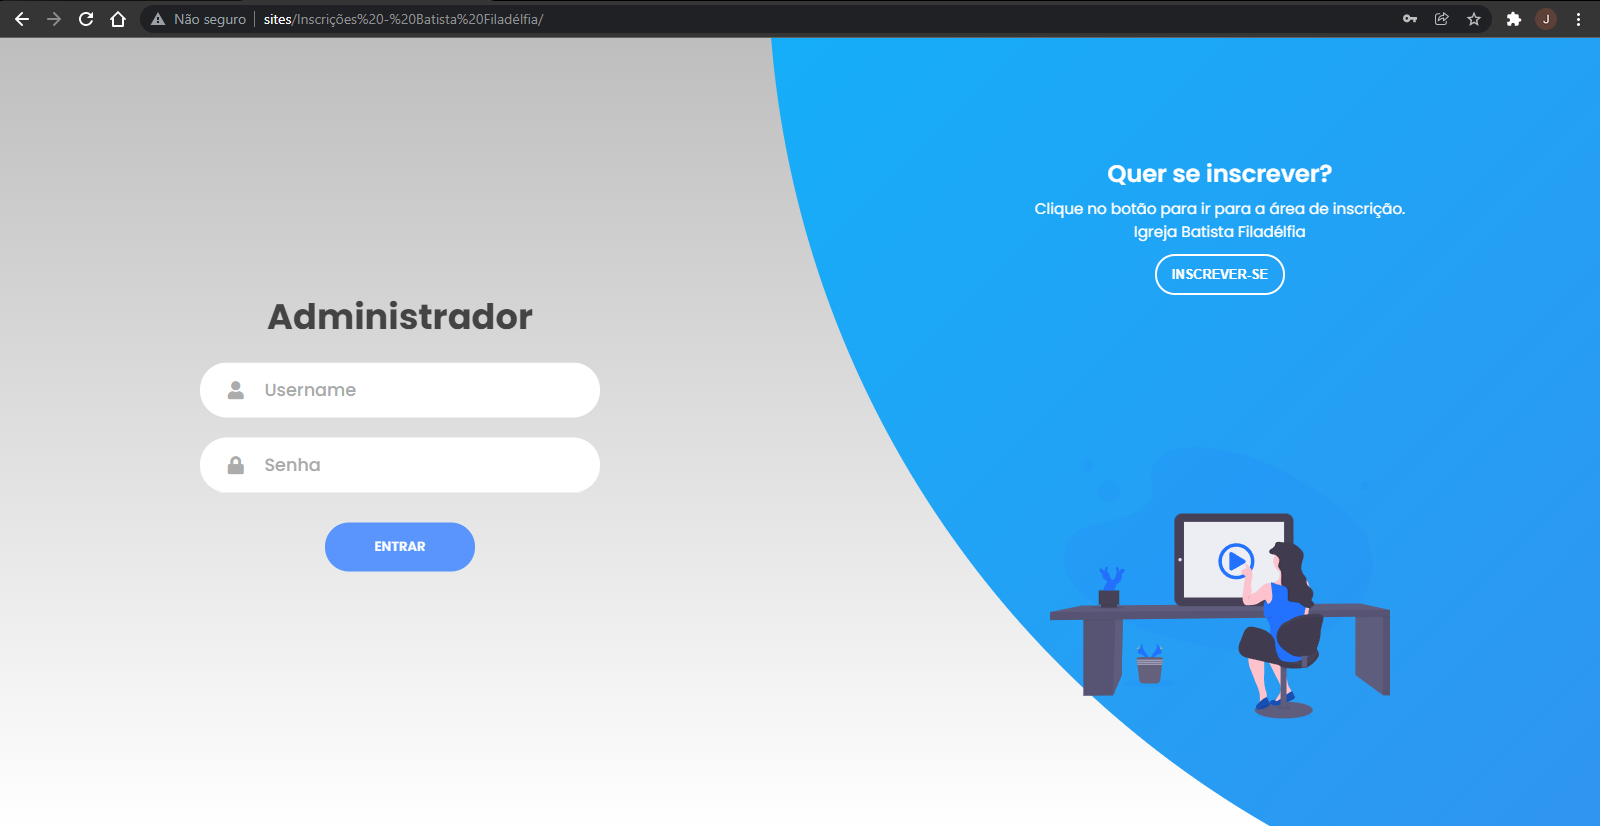 Não seguro | sites/Inscrições%20-%20Batista%20Filadélfia/
J
Administrador
Username
Senha
ENTRAR
Quer se inscrever?
Clique no botão para ir para a área de inscrição.
Igreja Batista Filadélfia
INSCREVER-SE